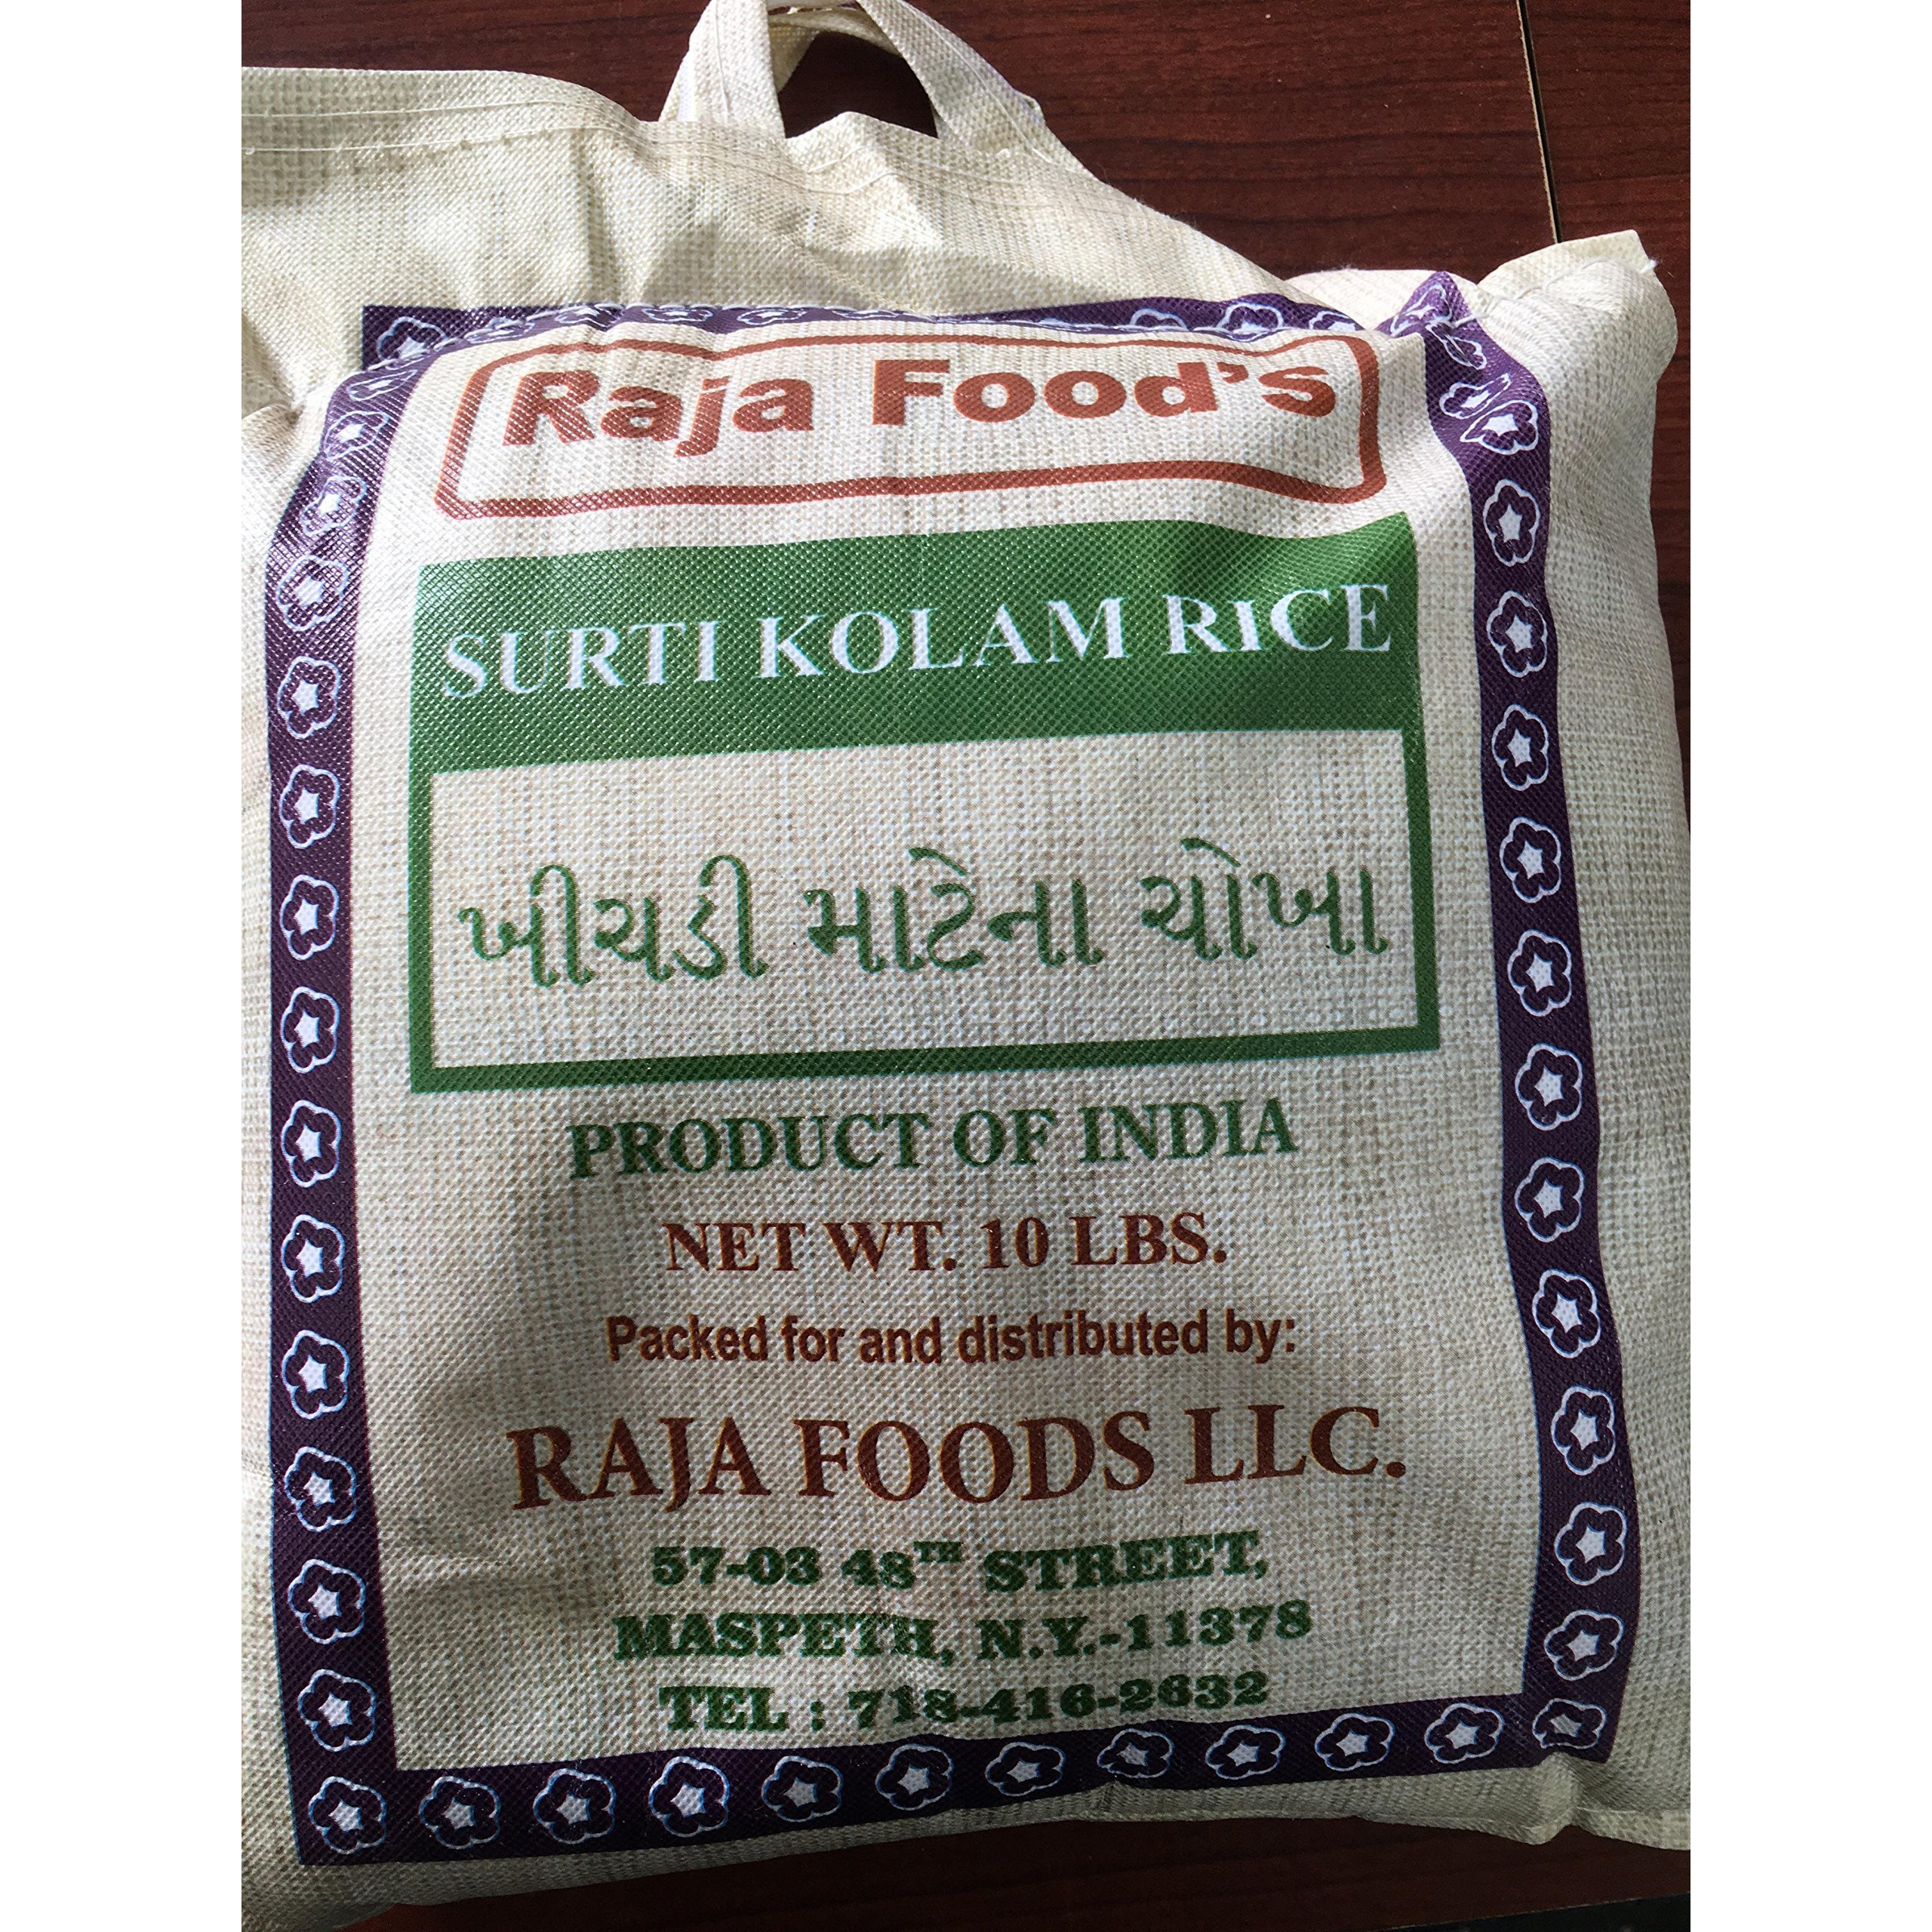 Raja Food's
SURTI KOLAM RICE
ખીચડી માટેના ચોખા
PRODUCT OF INDIA
NET WT. 10 LBS.
Packed for and distributed by:
RAJA FOODS LLC.
57-03 48TH STREET,
MASPETH, N.Y.-11378
TEL : 718-416-2632